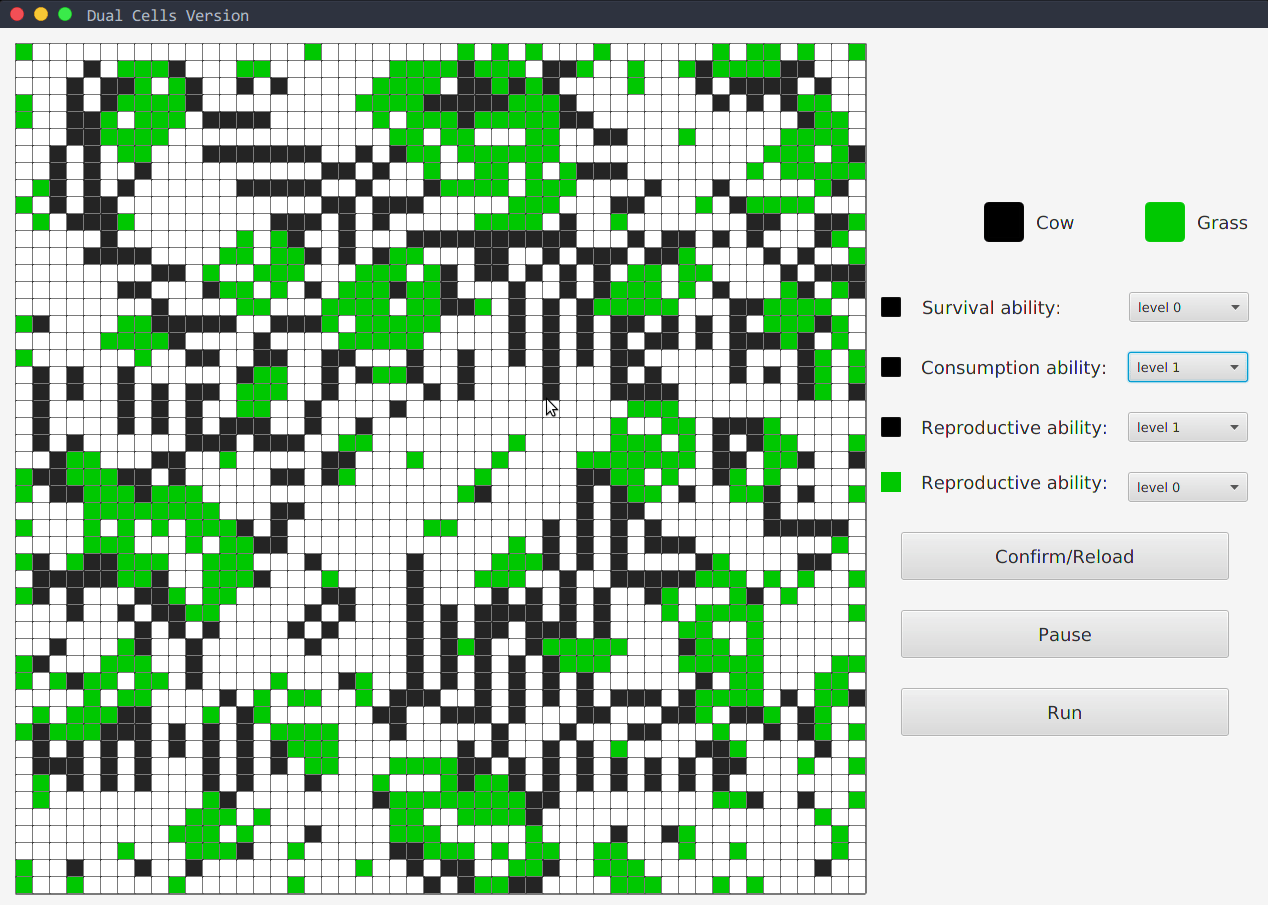 Dual Cells Version
Cow
Grass
Survival ability: level 0
Consumption ability: level 1
Reproductive ability: level 1
Reproductive ability: level 0
Confirm/Reload
Pause
Run